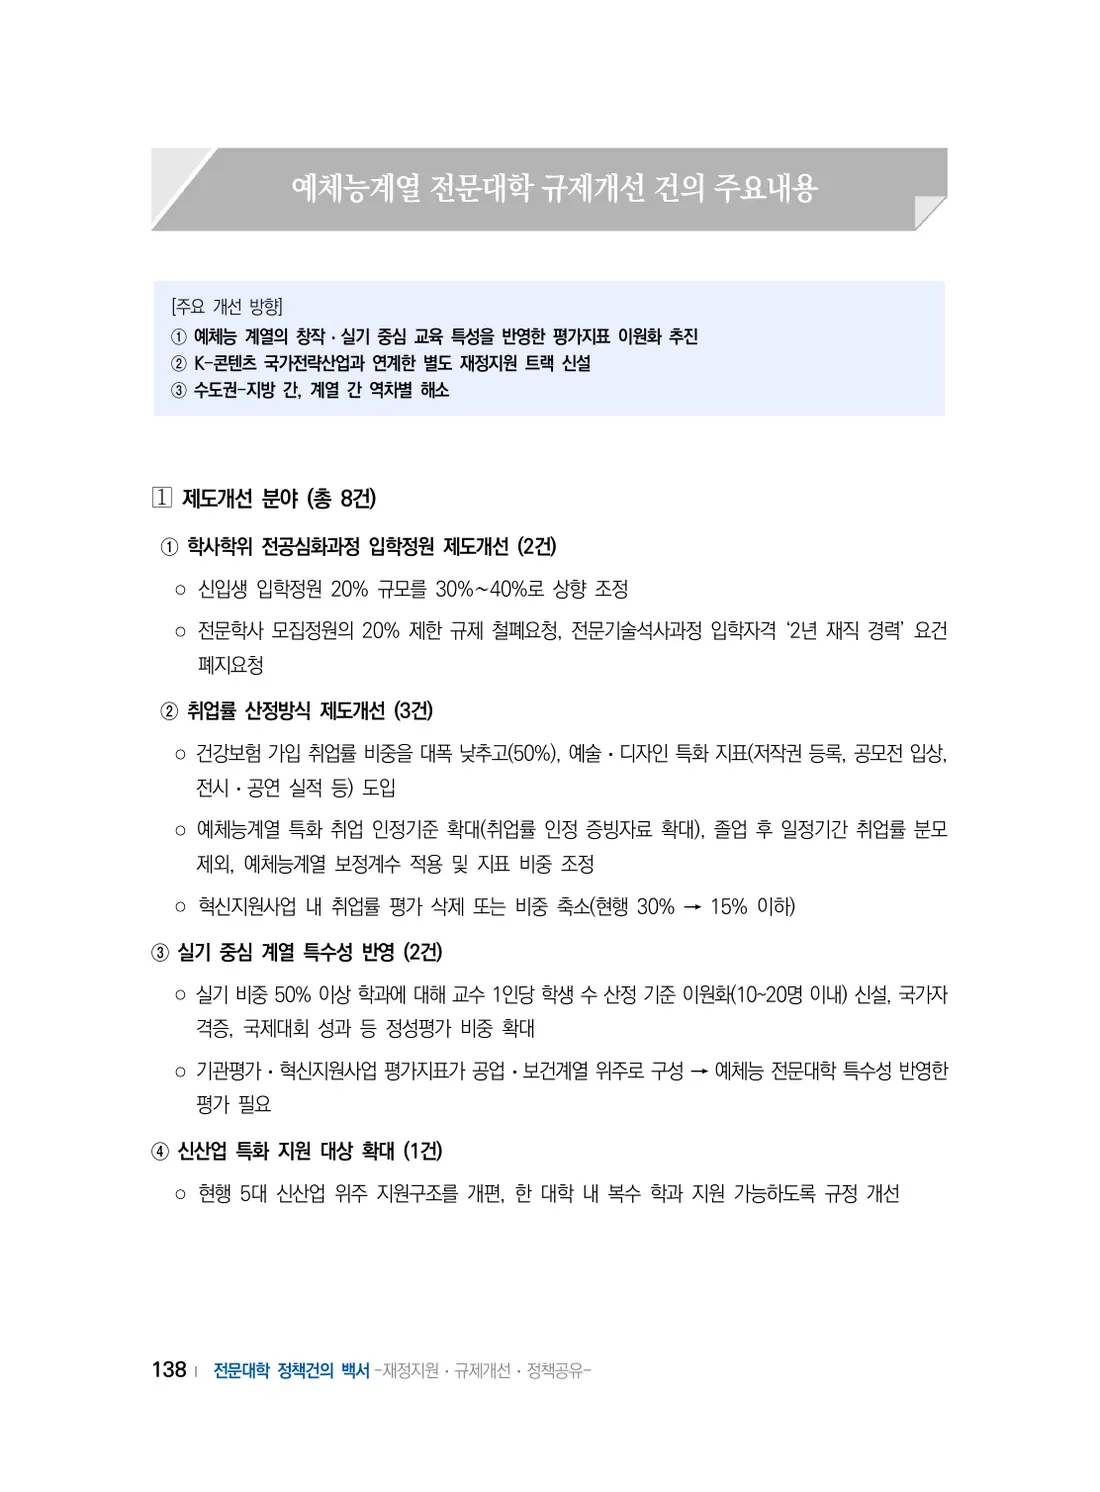 예체능계열 전문대학 규제개선 건의 주요내용
[주요 개선 방향]
① 예체능 계열의 창작·실기 중심 교육 특성을 반영한 평가지표 이원화 추진
② K-콘텐츠 국가전략산업과 연계한 별도 재정지원 트랙 신설
③ 수도권-지방 간, 계열 간 역차별 해소
1 제도개선 분야 (총 8건)
① 학사학위 전공심화과정 입학정원 제도개선 (2건)
○ 신입생 입학정원 20% 규모를 30%~40%로 상향 조정
○ 전문학사 모집정원의 20% 제한 규제 철폐요청, 전문기술석사과정 입학자격 ‘2년 재직 경력’ 요건
폐지요청
② 취업률 산정방식 제도개선 (3건)
○ 건강보험 가입 취업률 비중을 대폭 낮추고(50%), 예술·디자인 특화 지표(저작권 등록, 공모전 입상,
전시·공연 실적 등) 도입
○ 예체능계열 특화 취업 인정기준 확대(취업률 인정 증빙자료 확대), 졸업 후 일정기간 취업률 분모
제외, 예체능계열 보정계수 적용 및 지표 비중 조정
○ 혁신지원사업 내 취업률 평가 삭제 또는 비중 축소(현행 30% → 15% 이하)
③ 실기 중심 계열 특수성 반영 (2건)
○ 실기 비중 50% 이상 학과에 대해 교수 1인당 학생 수 산정 기준 이원화(10~20명 이내) 신설, 국가자
격증, 국제대회 성과 등 정성평가 비중 확대
○ 기관평가·혁신지원사업 평가지표가 공업·보건계열 위주로 구성 → 예체능 전문대학 특수성 반영한
평가 필요
④ 신산업 특화 지원 대상 확대 (1건)
○ 현행 5대 신산업 위주 지원구조를 개편, 한 대학 내 복수 학과 지원 가능하도록 규정 개선
138 | 전문대학 정책건의 백서 -재정지원·규제개선·정책공유-